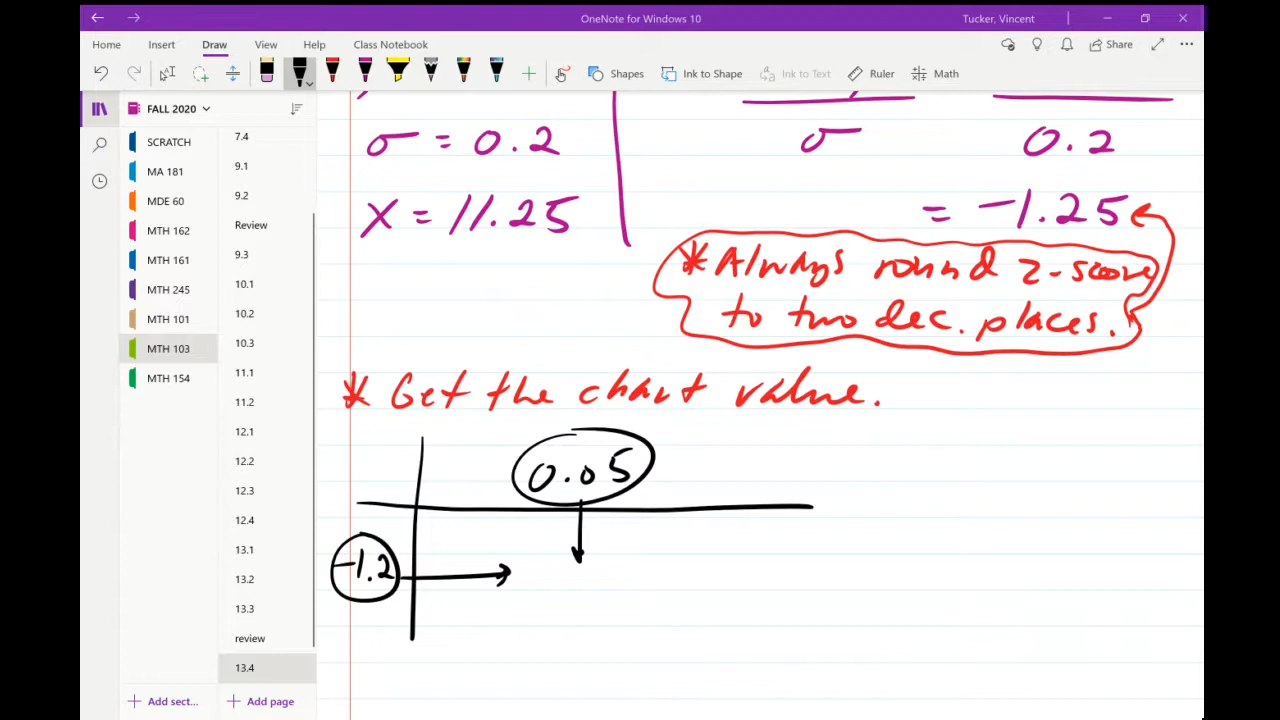 OneNote for Windows 10
Tucker, Vincent
Home Insert Draw View Help Class Notebook
Share
Shapes Ink to Shape Ink to Text Ruler Math
FALL 2020
SCRATCH
MA 181
MDE 60
MTH 162
MTH 161
MTH 245
MTH 101
MTH 103
MTH 154
Add sect...
7.4
9.1
9.2
Review
9.3
10.1
10.2
10.3
11.1
11.2
12.1
12.2
12.3
12.4
13.1
13.2
13.3
review
13.4
Add page
σ = 0.2
x = 11.25
σ 0.2
= -1.25
*Always round z-score
to two dec. places.
* Get the chart value.
0.05
-1.2